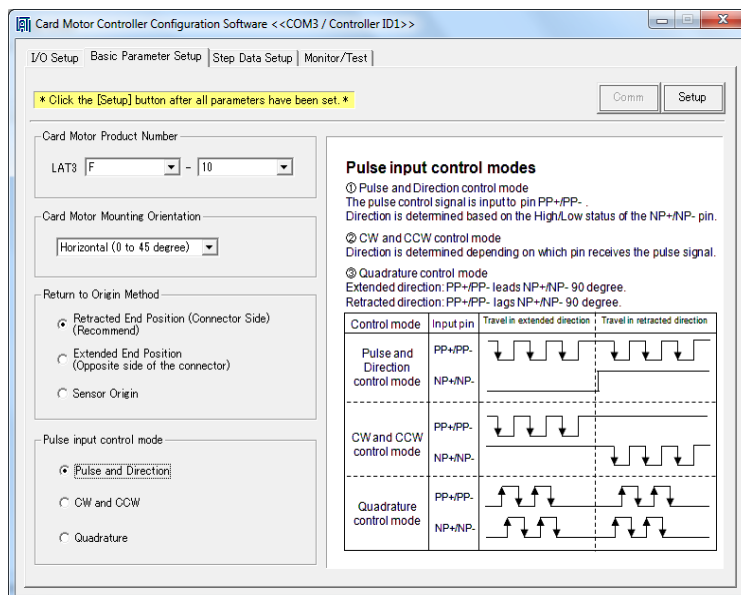 Card Motor Controller Configuration Software <<COM3 / Controller ID1>>
I/O Setup Basic Parameter Setup Step Data Setup Monitor/Test
* Click the [Setup] button after all parameters have been set. *
Comm Setup
Card Motor Product Number
LAT3 F - 10
Card Motor Mounting Orientation
Horizontal (0 to 45 degree)
Return to Origin Method
Retracted End Position (Connector Side)
(Recommend)
Extended End Position
(Opposite side of the connector)
Sensor Origin
Pulse input control mode
Pulse and Direction
CW and CCW
Quadrature
Pulse input control modes
① Pulse and Direction control mode
The pulse control signal is input to pin PP+/PP- .
Direction is determined based on the High/Low status of the NP+/NP- pin.
② CW and CCW control mode
Direction is determined depending on which pin receives the pulse signal.
③ Quadrature control mode
Extended direction: PP+/PP- leads NP+/NP- 90 degree.
Retracted direction: PP+/PP- lags NP+/NP- 90 degree.
Control mode Input pin Travel in extended direction Travel in retracted direction
Pulse and
Direction
control mode
PP+/PP-
NP+/NP-
CW and CCW
control mode
PP+/PP-
NP+/NP-
Quadrature
control mode
PP+/PP-
NP+/NP-